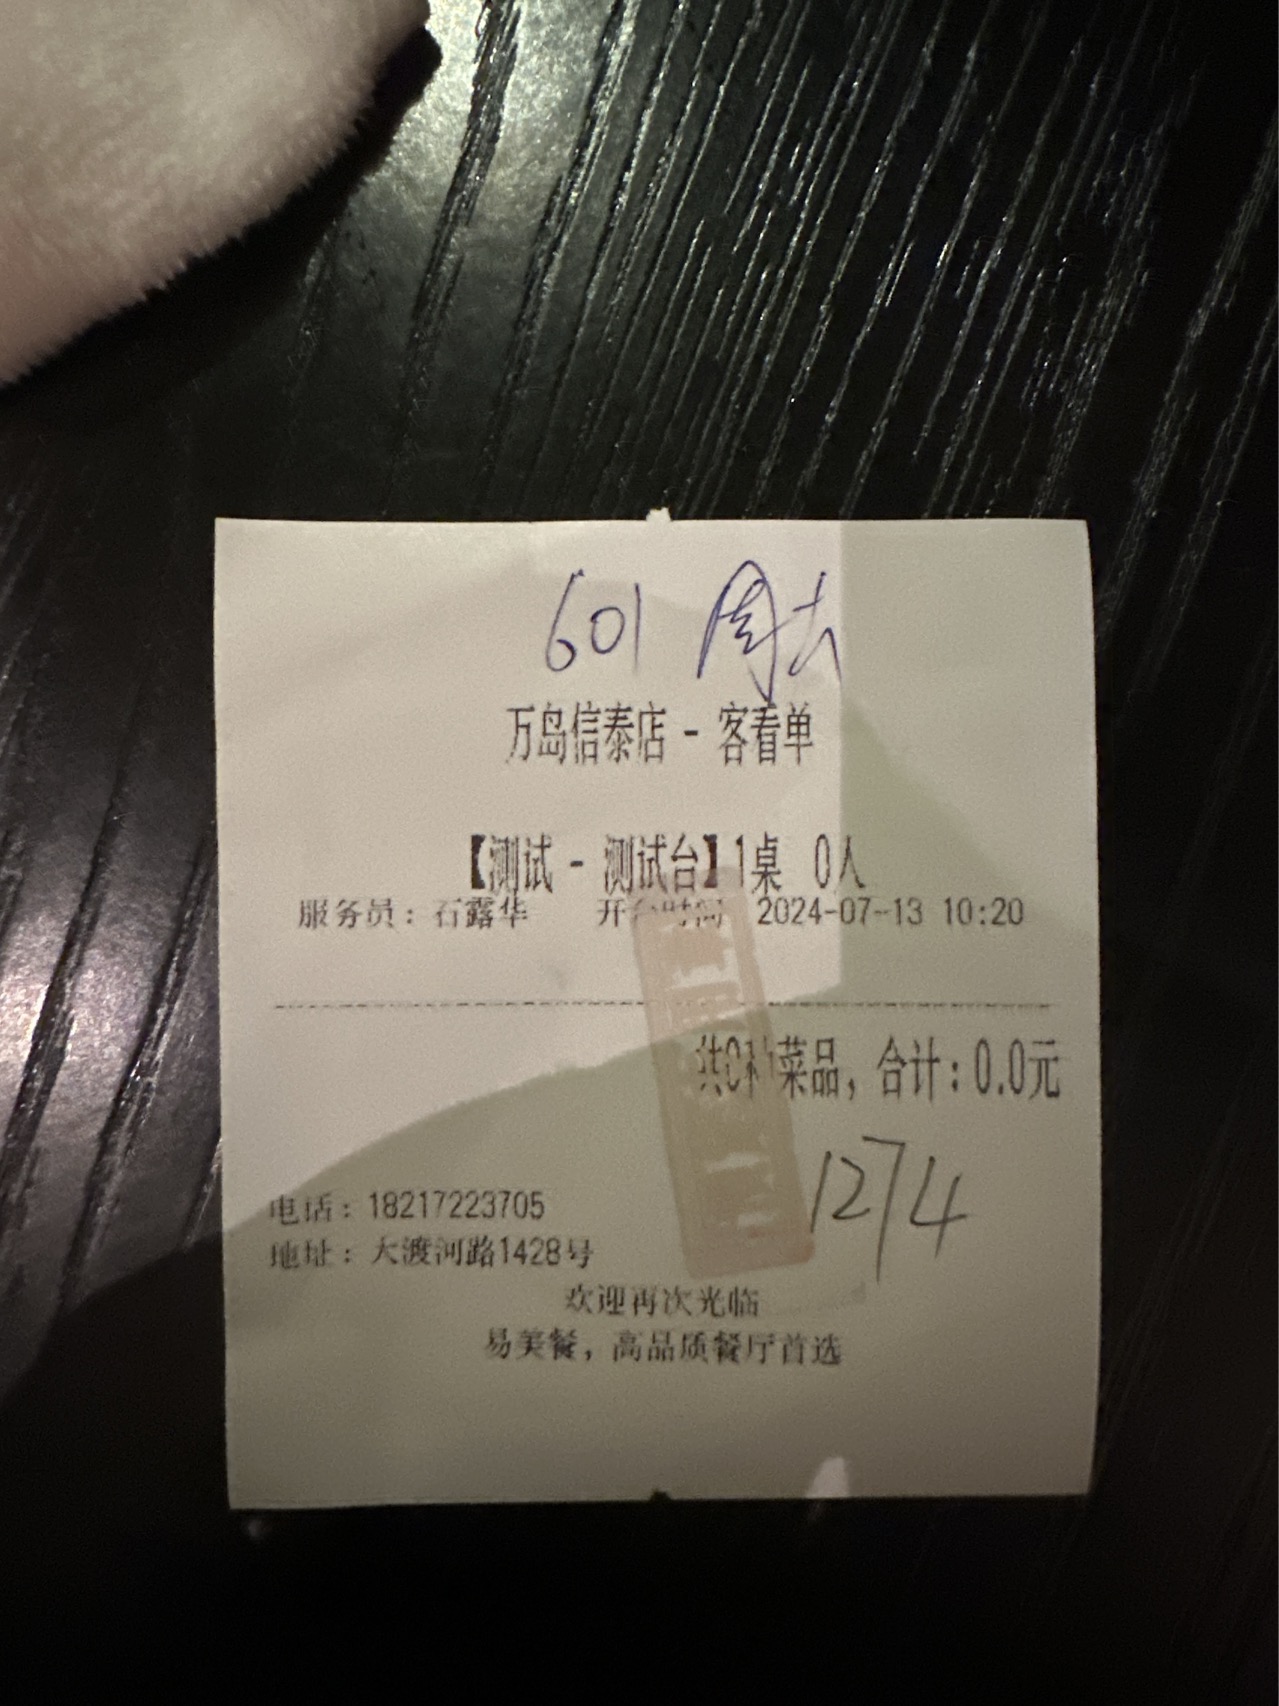 601 周
万岛信泰店 - 客看单
【测试 - 测试台】1桌 0人
服务员：石露华 开台时间 2024-07-13 10:20
共0种菜品，合计：0.0元
1274
电话：18217223705
地址：大渡河路1428号
欢迎再次光临
易美餐，高品质餐厅首选